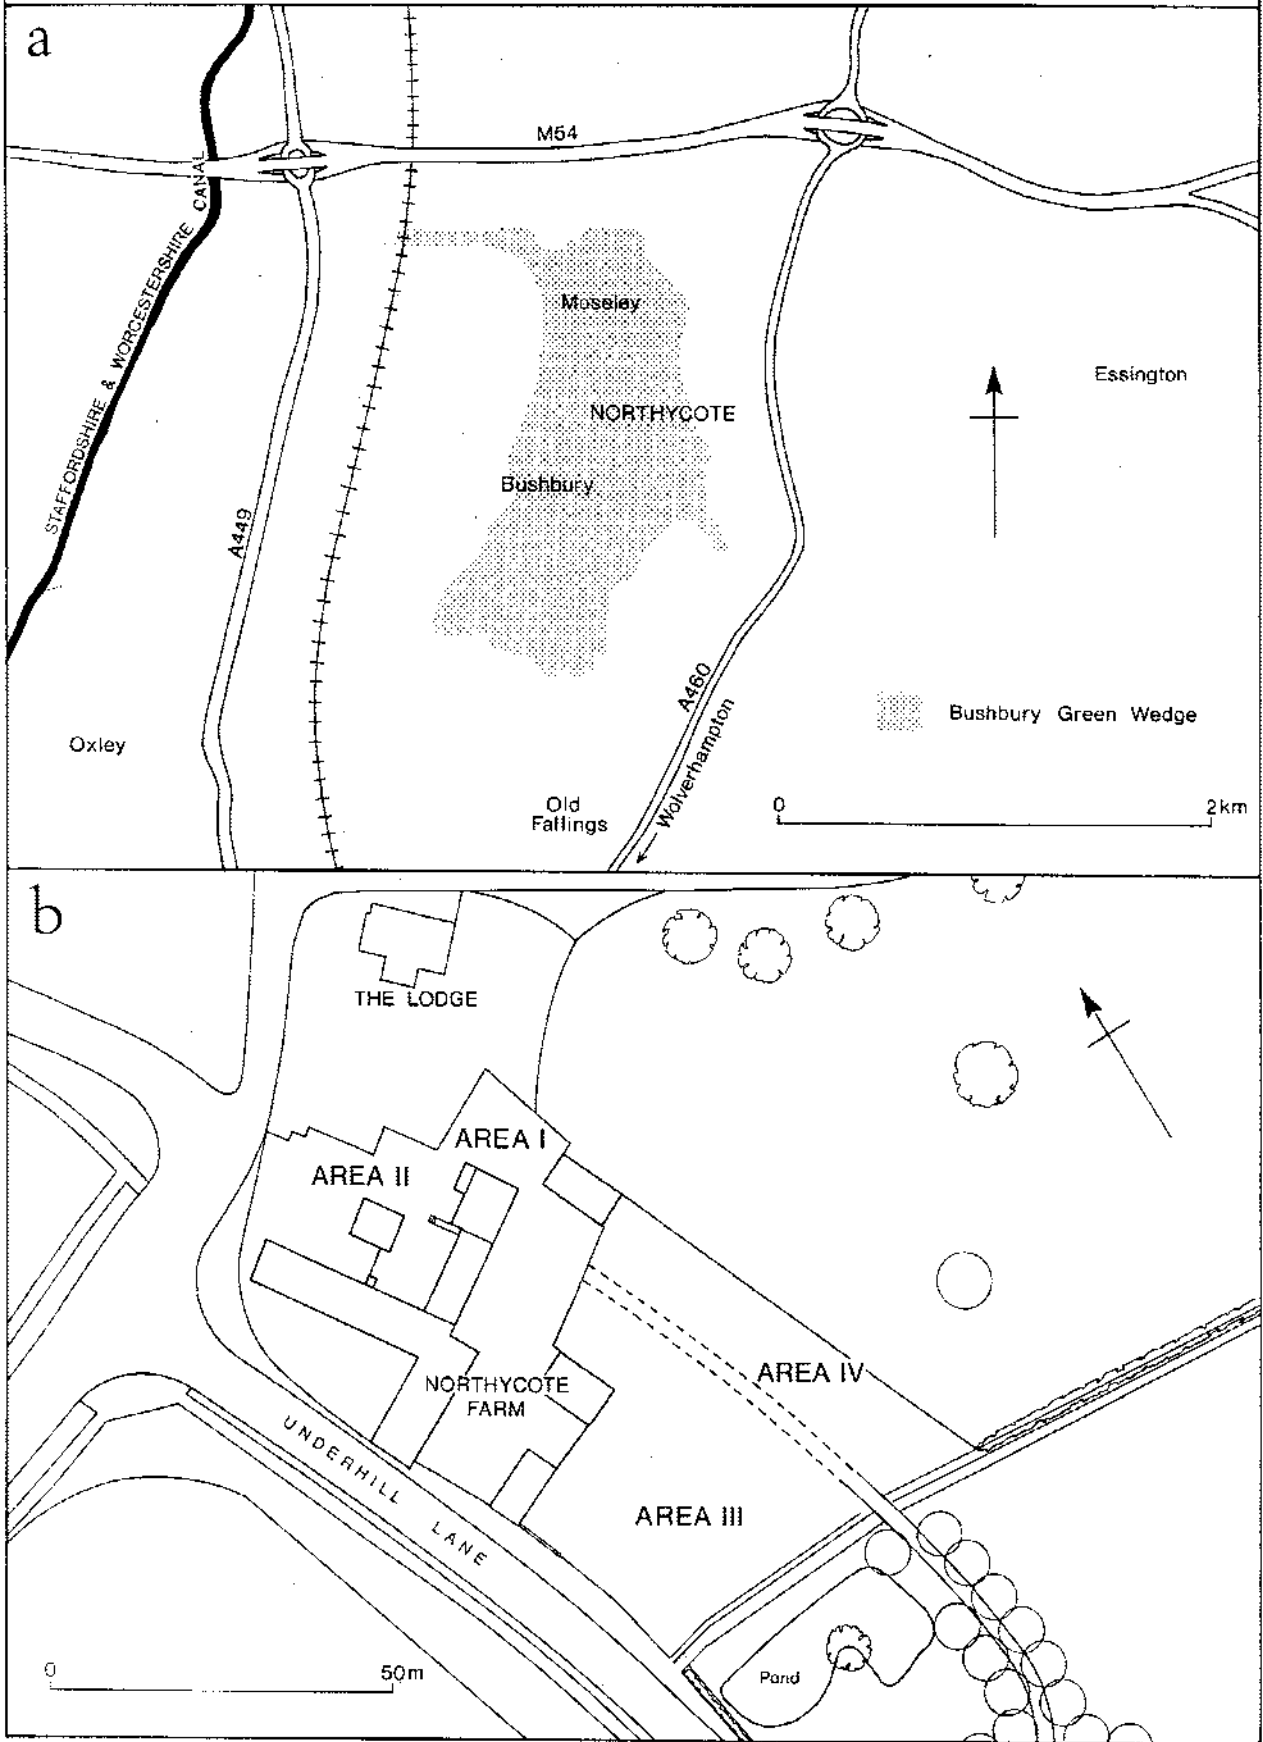 a
M54
STAFFORDSHIRE & WORCESTERSHIRE CANAL
Moseley
Essington
NORTHYCOTE
Bushbury
A449
A460
Wolverhampton
Bushbury Green Wedge
Oxley
Old
Fallings
0 2km
b
THE LODGE
AREA I
AREA II
AREA IV
NORTHYCOTE
FARM
UNDERHILL LANE
AREA III
0 50m
Pond